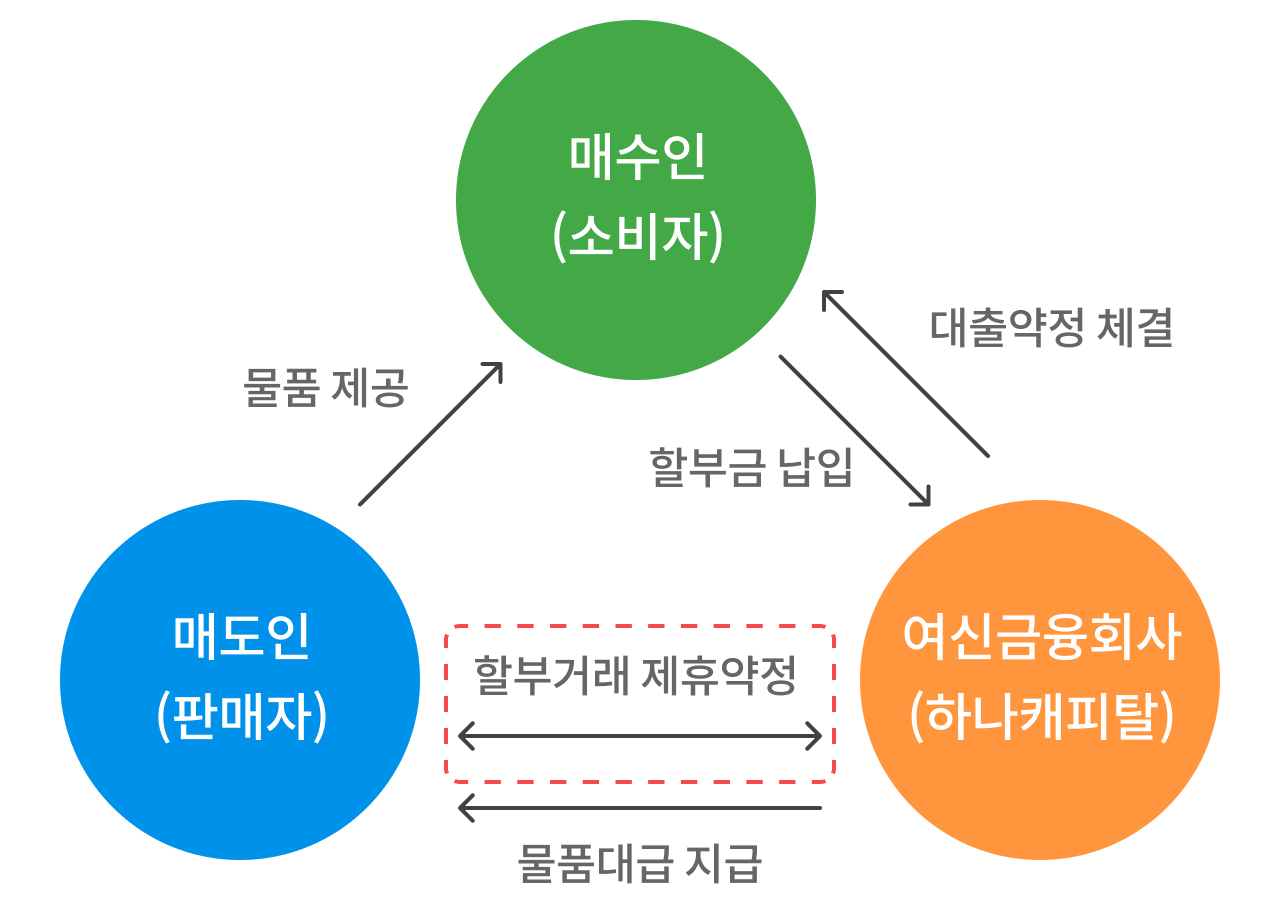 매수인
(소비자)
대출약정 체결
물품 제공
할부금 납입
매도인
(판매자)
할부거래 제휴약정
여신금융회사
(하나캐피탈)
물품대급 지급